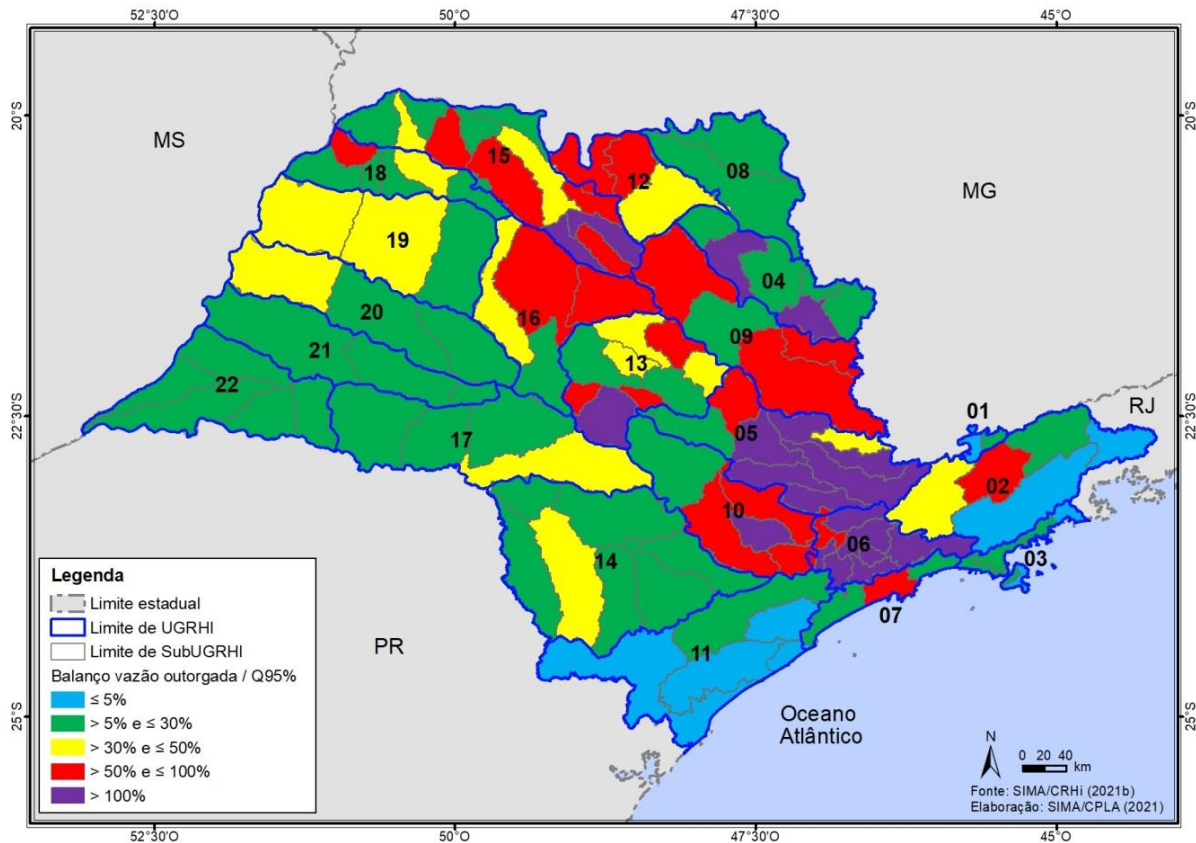 52°30'O 50°O 47°30'O 45°O
20°S 20°S
MS
MG
15
18
12
08
19
04
20
16
09
21
13
22
01
RJ
22°30'S 22°30'S
17
05
02
10
06
03
14
07
11
PR
25°S 25°S
Oceano
Atlântico
Legenda
Limite estadual
Limite de UGRHI
Limite de SubUGRHI
Balanço vazão outorgada / Q95%
≤ 5%
> 5% e ≤ 30%
> 30% e ≤ 50%
> 50% e ≤ 100%
> 100%
N
0 20 40
km
Fonte: SIMA/CRHi (2021b)
Elaboração: SIMA/CPLA (2021)
52°30'O 50°O 47°30'O 45°O